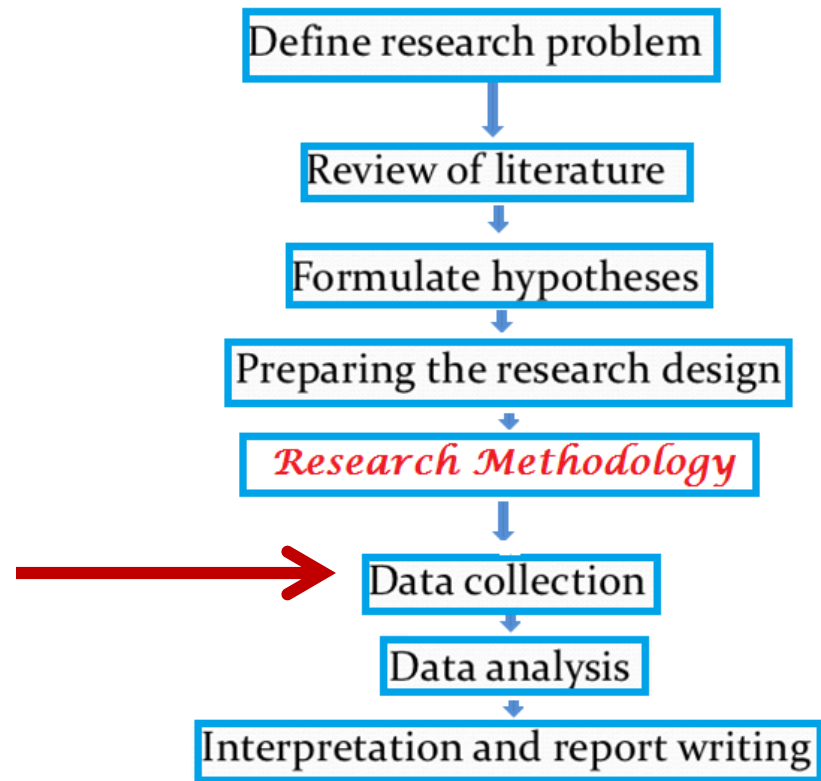 Define research problem
Review of literature
Formulate hypotheses
Preparing the research design
Research Methodology
Data collection
Data analysis
Interpretation and report writing